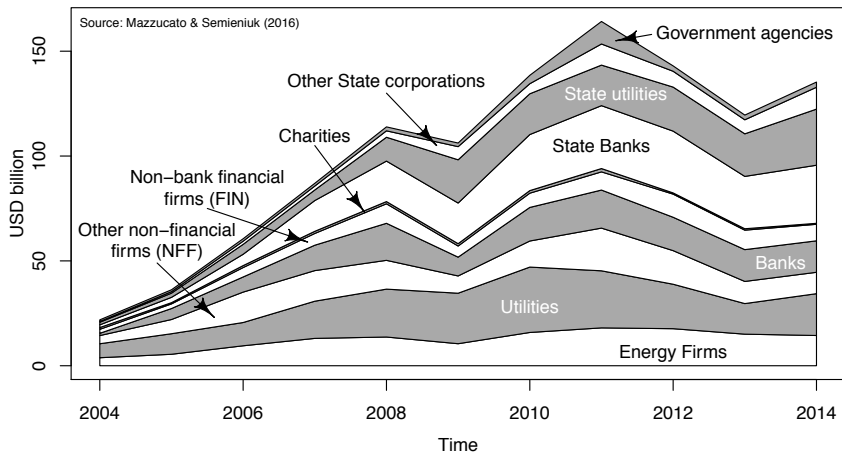 Source: Mazzucato & Semieniuk (2016)
Government agencies
Other State corporations
State utilities
Charities
State Banks
Non−bank financial
firms (FIN)
Other non−financial
firms (NFF)
Banks
Utilities
Energy Firms
USD billion
150
100
50
0
2004 2006 2008 2010 2012 2014
Time